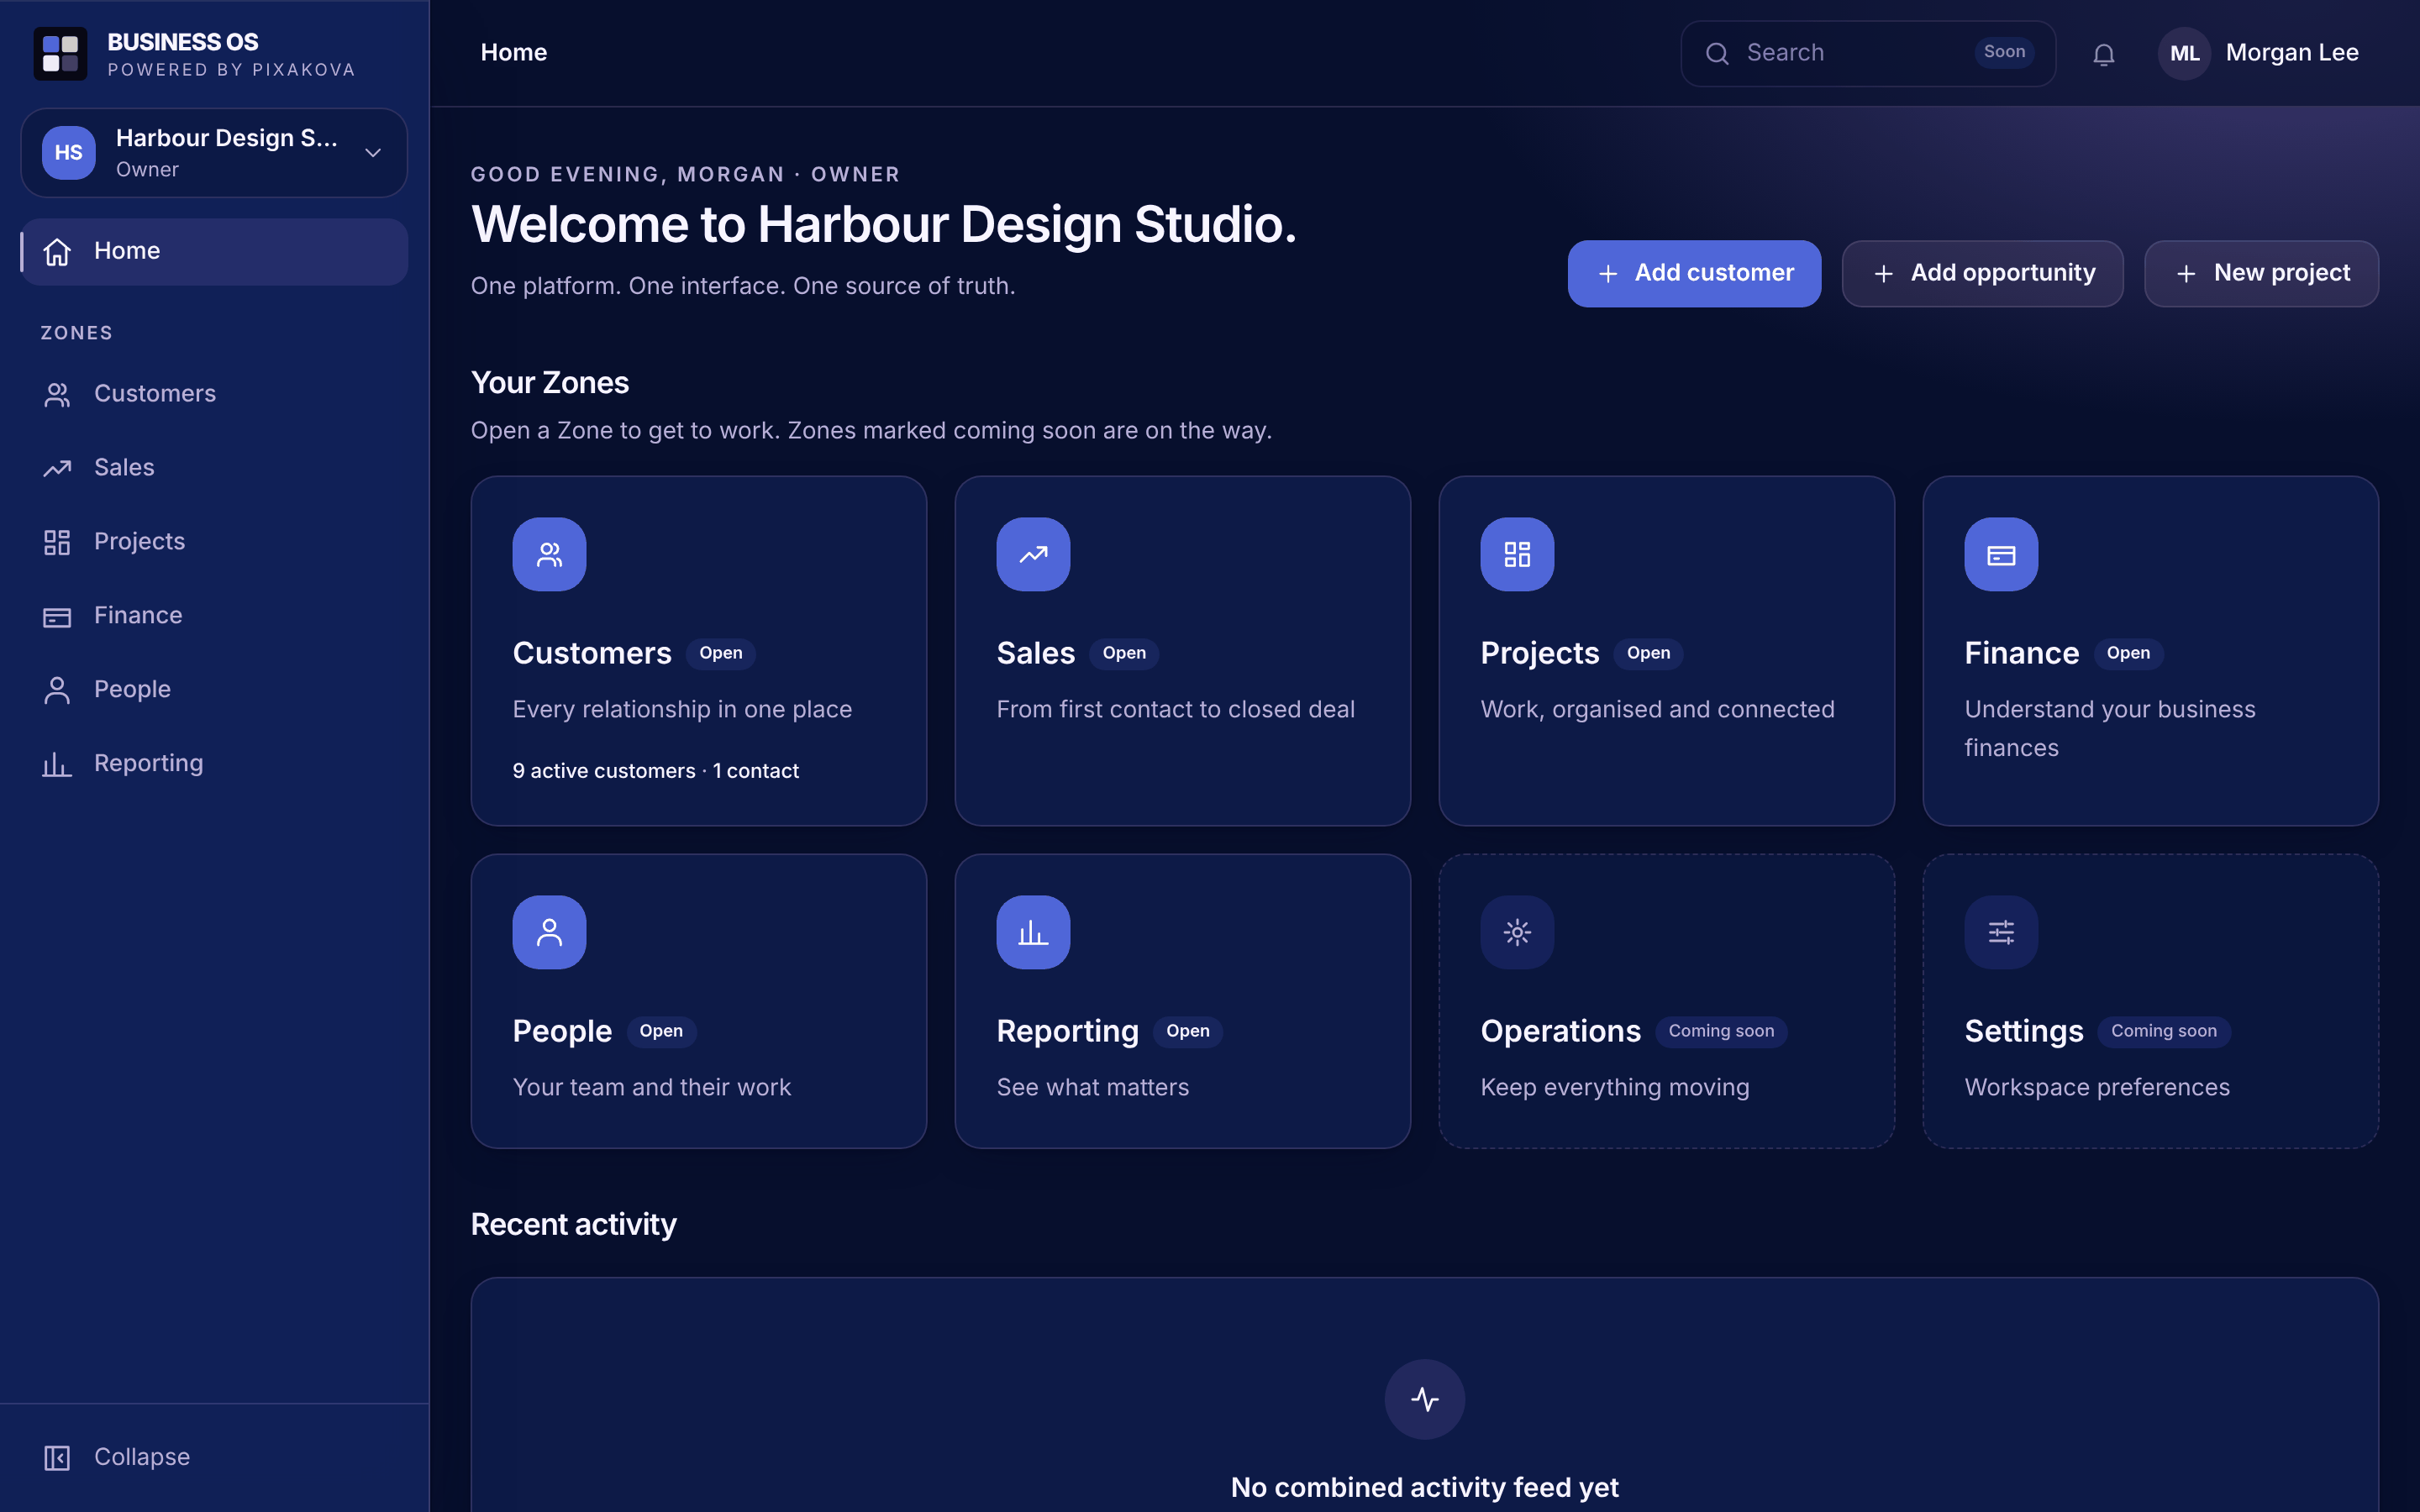 BUSINESS OS
POWERED BY PIXAKOVA
HS
Harbour Design S...
Owner
Home
ZONES
Customers
Sales
Projects
Finance
People
Reporting
Collapse
Home
Search
Soon
ML
Morgan Lee
GOOD EVENING, MORGAN · OWNER
Welcome to Harbour Design Studio.
One platform. One interface. One source of truth.
Add customer
Add opportunity
New project
Your Zones
Open a Zone to get to work. Zones marked coming soon are on the way.
Customers Open
Every relationship in one place
9 active customers · 1 contact
Sales Open
From first contact to closed deal
Projects Open
Work, organised and connected
Finance Open
Understand your business
finances
People Open
Your team and their work
Reporting Open
See what matters
Operations Coming soon
Keep everything moving
Settings Coming soon
Workspace preferences
Recent activity
No combined activity feed yet